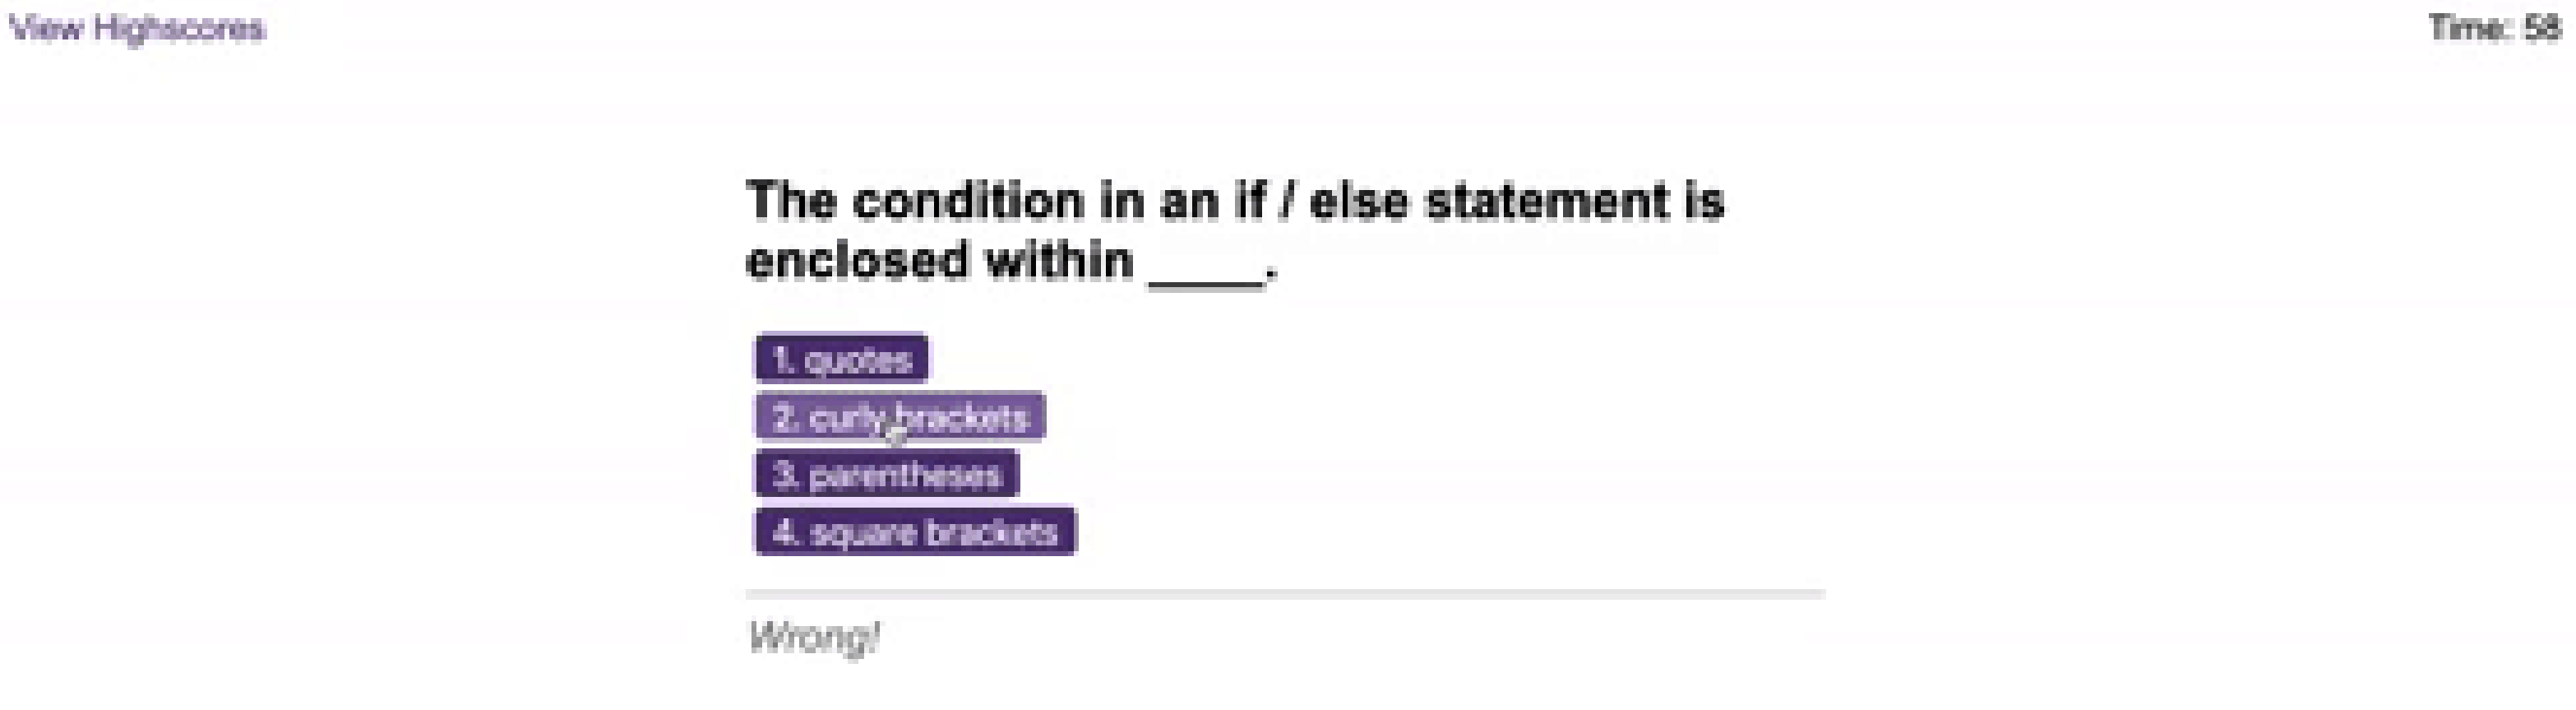 View Highscores
Time: 58
The condition in an if / else statement is
enclosed within ____.
1. quotes
2. curly brackets
3. parentheses
4. square brackets
Wrong!